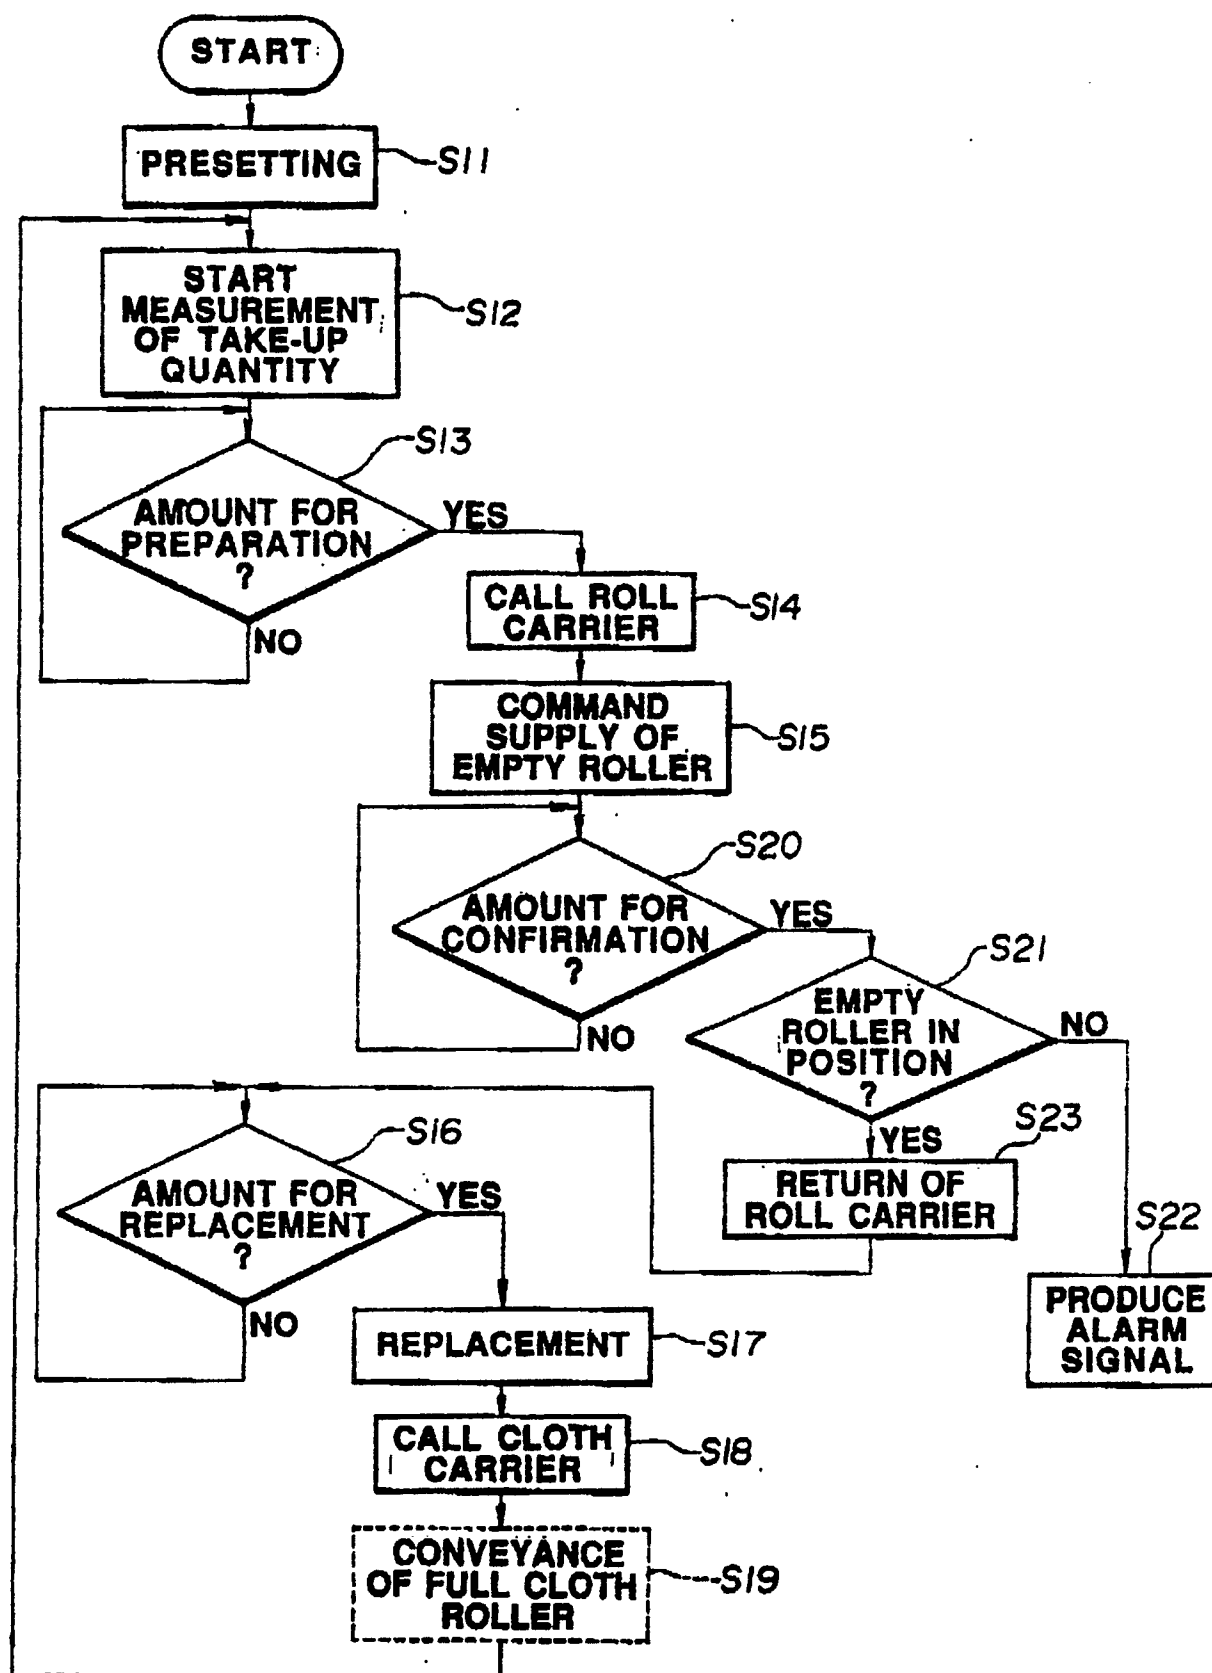 START
PRESETTING
S11
START
MEASUREMENT
OF TAKE-UP
QUANTITY
S12
S13
AMOUNT FOR
PREPARATION
?
YES
NO
CALL ROLL
CARRIER
S14
COMMAND
SUPPLY OF
EMPTY ROLLER
S15
S20
AMOUNT FOR
CONFIRMATION
?
YES
NO
S21
EMPTY
ROLLER IN
POSITION
?
NO
YES
S23
RETURN OF
ROLL CARRIER
S22
PRODUCE
ALARM
SIGNAL
S16
AMOUNT FOR
REPLACEMENT
?
YES
NO
REPLACEMENT
S17
CALL CLOTH
CARRIER
S18
CONVEYANCE
OF FULL CLOTH
ROLLER
S19